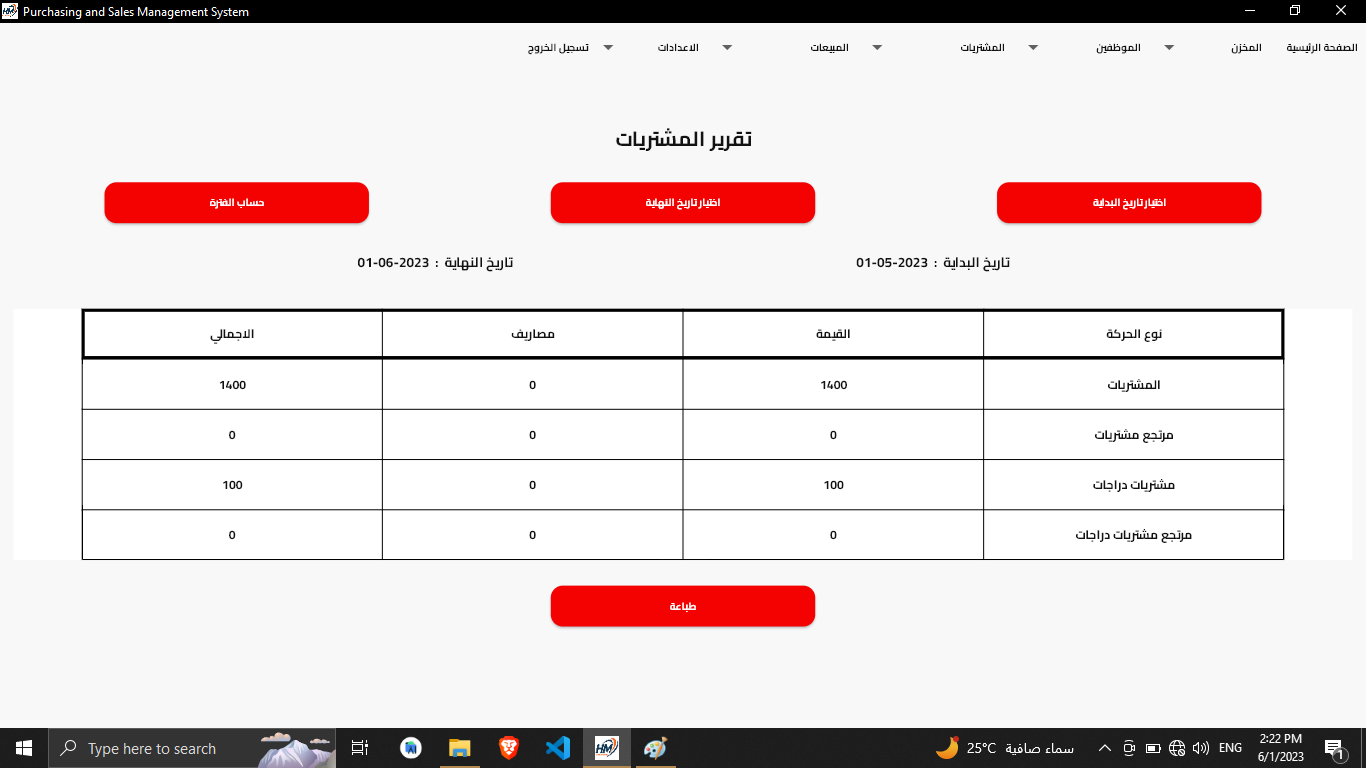 Purchasing and Sales Management System
الصفحة الرئيسية المخزن الموظفين المشتريات المبيعات الاعدادات تسجيل الخروج
تقرير المشتريات
اختيار تاريخ البداية اختيار تاريخ النهاية حساب الفترة
تاريخ البداية : 2023-05-01 تاريخ النهاية : 2023-06-01
نوع الحركة القيمة مصاريف الاجمالي
المشتريات 1400 0 1400
مرتجع مشتريات 0 0 0
مشتريات دراجات 100 0 100
مرتجع مشتريات دراجات 0 0 0
طباعة
Type here to search HM 25°C سماء صافية ENG 2:22 PM
6/1/2023 1